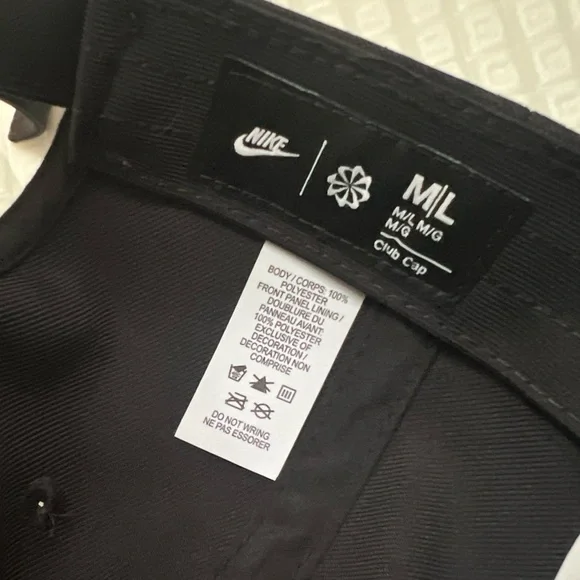 NIKE
M/L
M/L M/G
M/G
Club Cap
BODY / CORPS: 100%
POLYESTER
FRONT PANEL LINING /
DOUBLURE DU
PANNEAU AVANT:
100% POLYESTER
EXCLUSIVE OF
DECORATION /
DECORATION NON
COMPRISE
DO NOT WRING
NE PAS ESSORER